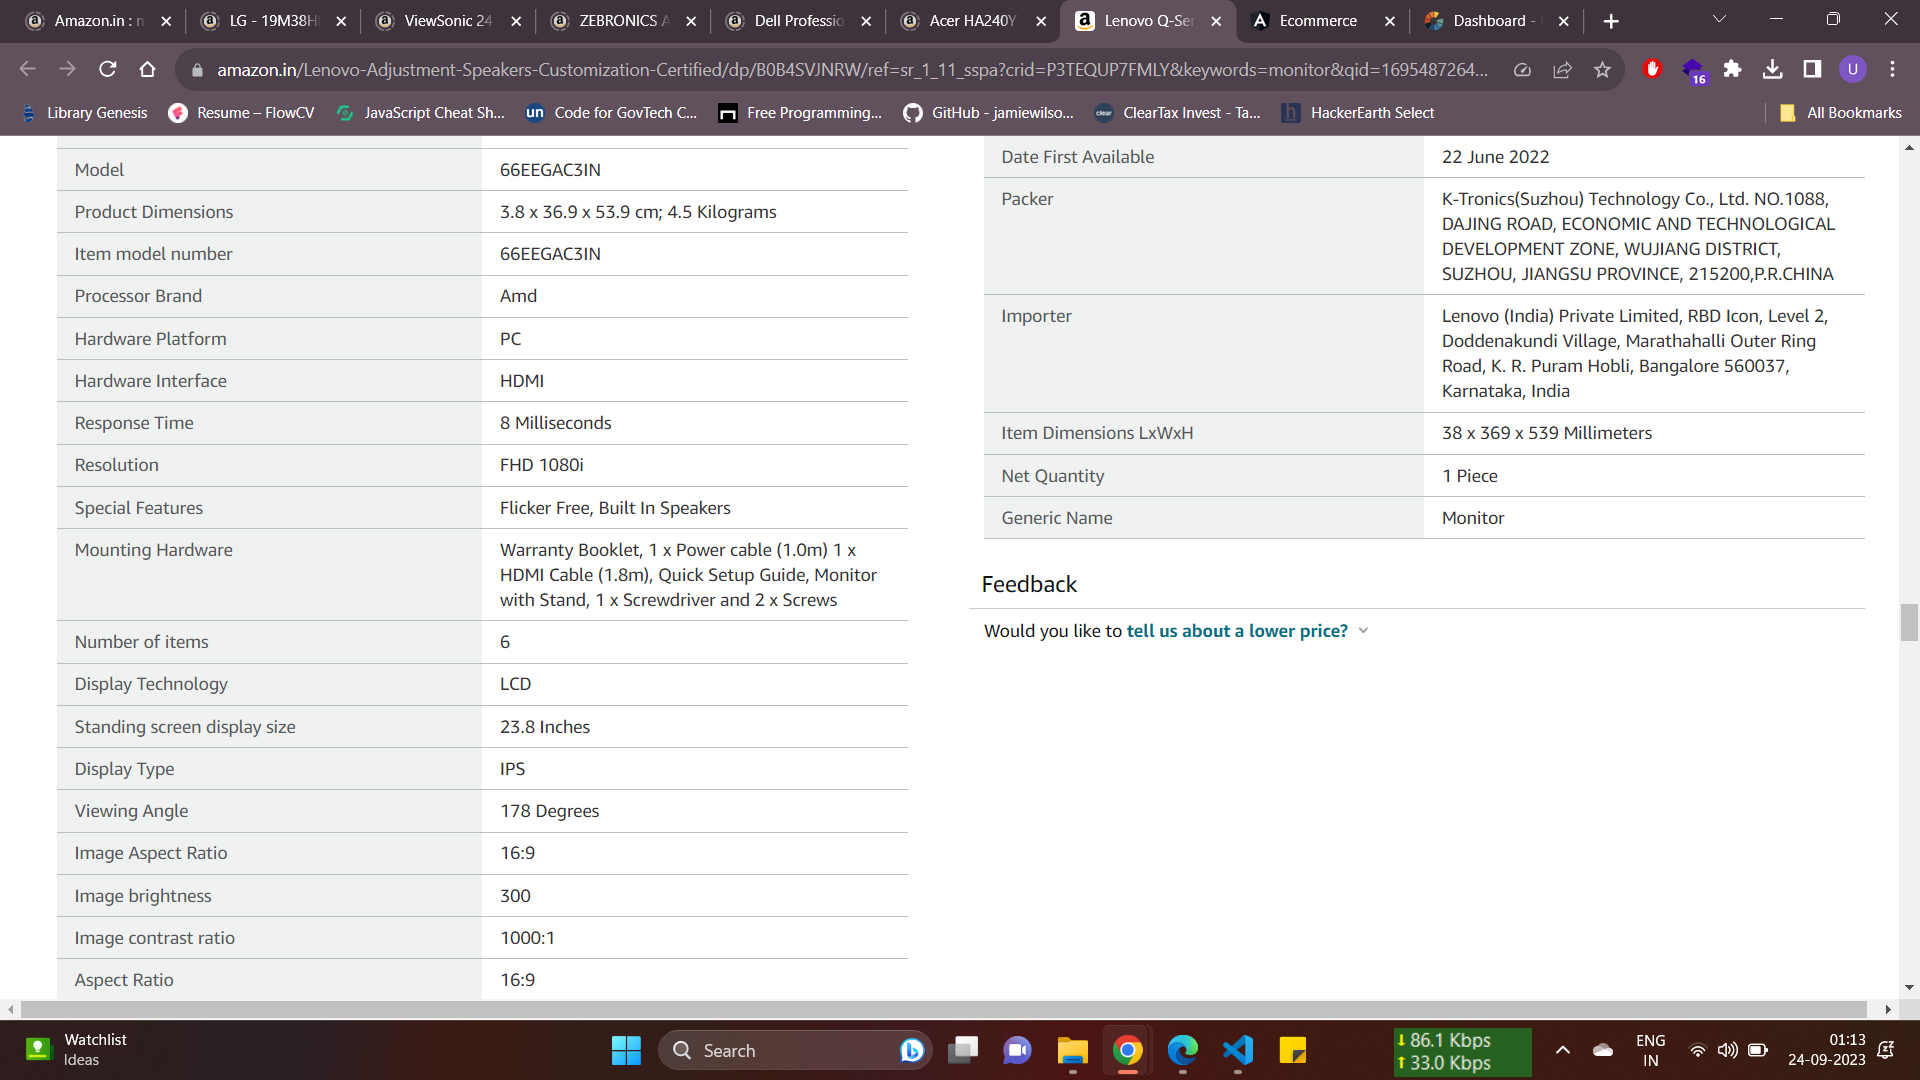 Amazon.in : m
LG - 19M38H
ViewSonic 24
ZEBRONICS A
Dell Professio
Acer HA240Y
Lenovo Q-Ser
Ecommerce
Dashboard -
amazon.in/Lenovo-Adjustment-Speakers-Customization-Certified/dp/B0B4SVJNRW/ref=sr_1_11_sspa?crid=P3TEQUP7FMLY&keywords=monitor&qid=1695487264...
16
U
Library Genesis
Resume – FlowCV
JavaScript Cheat Sh...
un
Code for GovTech C...
Free Programming...
GitHub - jamiewilso...
clear
ClearTax Invest - Ta...
h
HackerEarth Select
All Bookmarks
Model
66EEGAC3IN
Product Dimensions
3.8 x 36.9 x 53.9 cm; 4.5 Kilograms
Item model number
66EEGAC3IN
Processor Brand
Amd
Hardware Platform
PC
Hardware Interface
HDMI
Response Time
8 Milliseconds
Resolution
FHD 1080i
Special Features
Flicker Free, Built In Speakers
Mounting Hardware
Warranty Booklet, 1 x Power cable (1.0m) 1 x
HDMI Cable (1.8m), Quick Setup Guide, Monitor
with Stand, 1 x Screwdriver and 2 x Screws
Number of items
6
Display Technology
LCD
Standing screen display size
23.8 Inches
Display Type
IPS
Viewing Angle
178 Degrees
Image Aspect Ratio
16:9
Image brightness
300
Image contrast ratio
1000:1
Aspect Ratio
16:9
Date First Available
22 June 2022
Packer
K-Tronics(Suzhou) Technology Co., Ltd. NO.1088,
DAJING ROAD, ECONOMIC AND TECHNOLOGICAL
DEVELOPMENT ZONE, WUJIANG DISTRICT,
SUZHOU, JIANGSU PROVINCE, 215200,P.R.CHINA
Importer
Lenovo (India) Private Limited, RBD Icon, Level 2,
Doddenakundi Village, Marathahalli Outer Ring
Road, K. R. Puram Hobli, Bangalore 560037,
Karnataka, India
Item Dimensions LxWxH
38 x 369 x 539 Millimeters
Net Quantity
1 Piece
Generic Name
Monitor
Feedback
Would you like to tell us about a lower price?
Watchlist
Ideas
Search
86.1 Kbps
33.0 Kbps
ENG
IN
01:13
24-09-2023